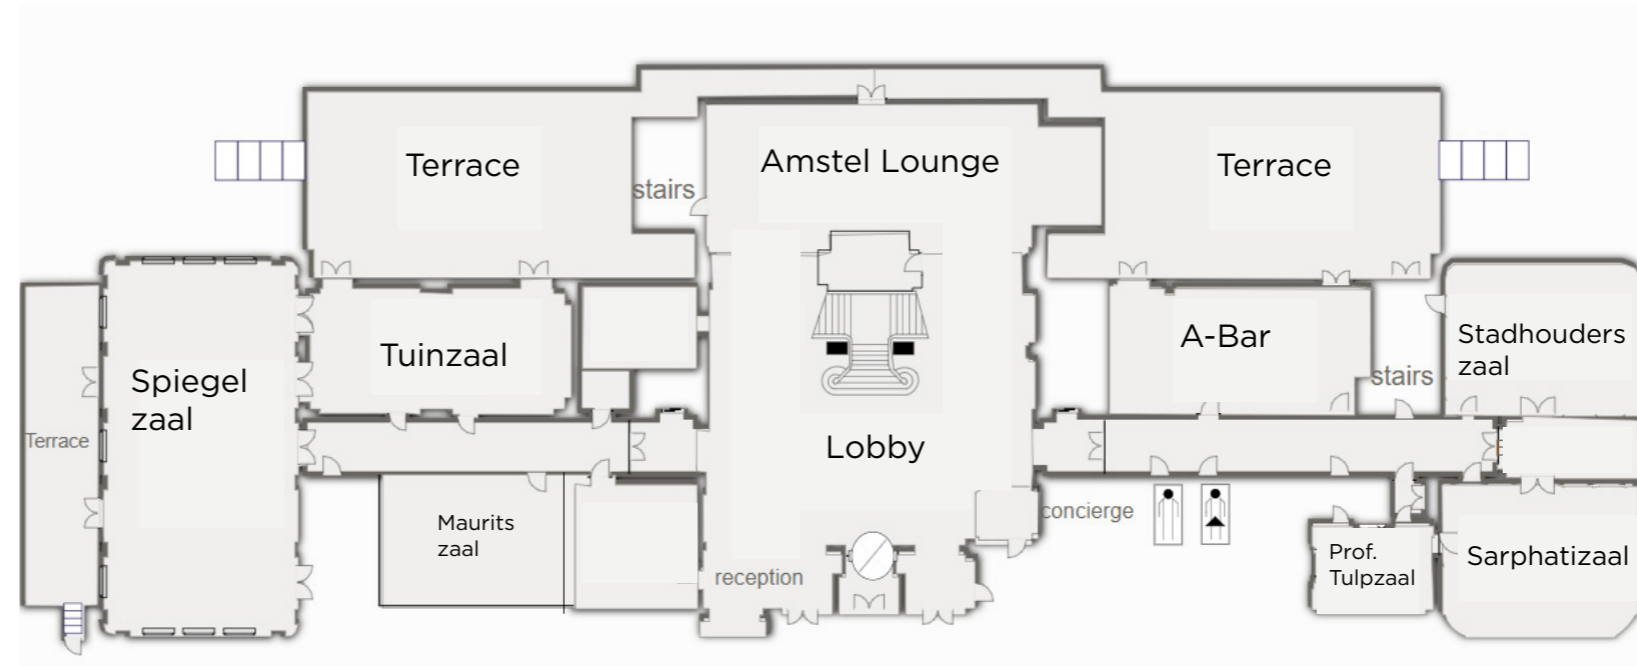 Terrace
Amstel Lounge
Terrace
stairs
Tuinzaal
A-Bar
Stadhouders
zaal
stairs
Spiegel
zaal
Terrace
Lobby
Maurits
zaal
concierge
reception
Prof.
Tulpzaal
Sarphatizaal